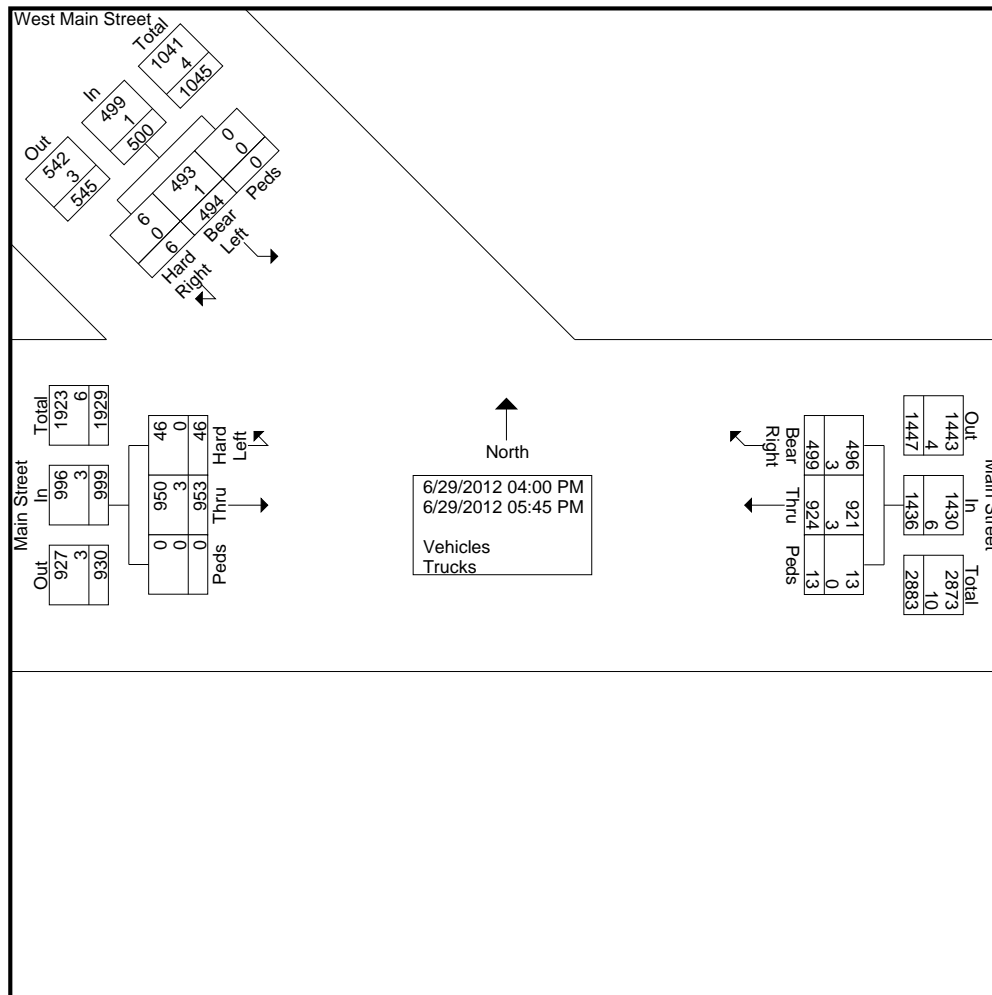 West Main Street
Total
1041
4
1045
In
499
1
500
Out
542
3
545
0
0
0
Peds
493
1
494
Bear
Left
6
0
6
Hard
Right
Main Street
Total
1923
6
1929
In
996
3
999
Out
927
3
930
46
0
46
Hard
Left
950
3
953
Thru
0
0
0
Peds
North
6/29/2012 04:00 PM
6/29/2012 05:45 PM
Vehicles
Trucks
Bear
Right
499
3
496
Thru
924
3
921
Peds
13
0
13
Out
1443
4
1447
In
1430
6
1436
Total
2873
10
2883
Main Street